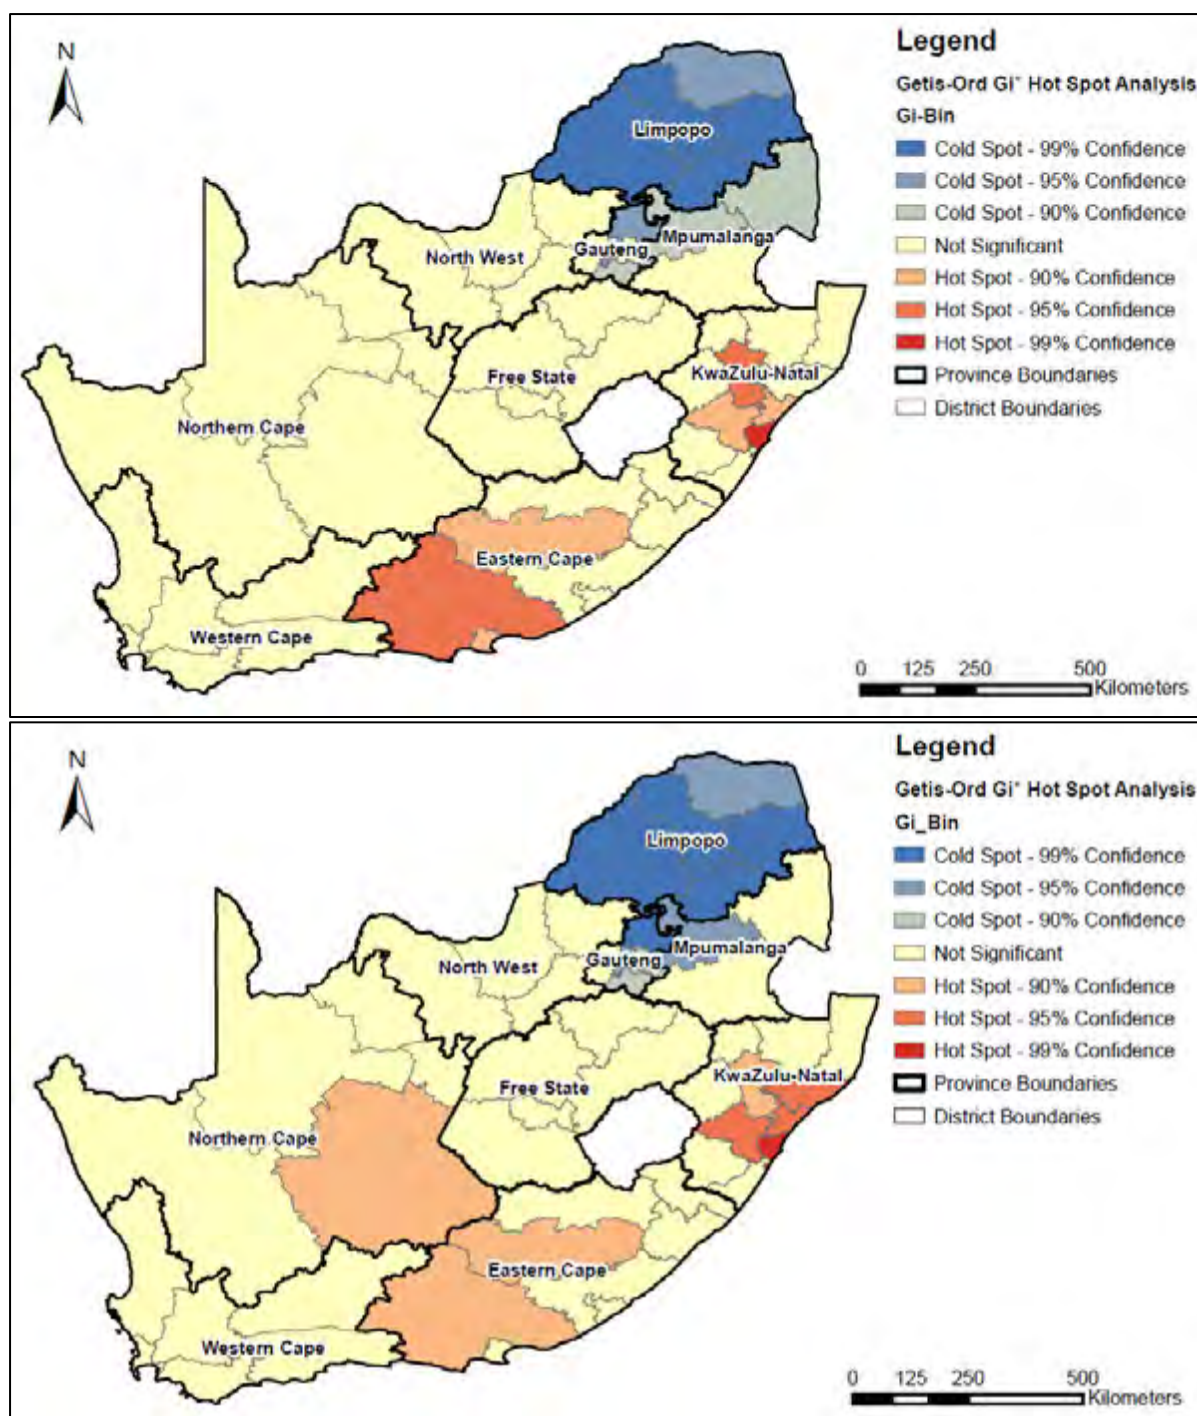 N
Legend
Getis-Ord Gi* Hot Spot Analysis
Gi-Bin
Cold Spot - 99% Confidence
Cold Spot - 95% Confidence
Cold Spot - 90% Confidence
Not Significant
Hot Spot - 90% Confidence
Hot Spot - 95% Confidence
Hot Spot - 99% Confidence
Province Boundaries
District Boundaries
Limpopo
Mpumalanga
Gauteng
North West
KwaZulu-Natal
Free State
Northern Cape
Eastern Cape
Western Cape
0 125 250 500
Kilometers
N
Legend
Getis-Ord Gi* Hot Spot Analysis
Gi_Bin
Cold Spot - 99% Confidence
Cold Spot - 95% Confidence
Cold Spot - 90% Confidence
Not Significant
Hot Spot - 90% Confidence
Hot Spot - 95% Confidence
Hot Spot - 99% Confidence
Province Boundaries
District Boundaries
Limpopo
Mpumalanga
Gauteng
North West
KwaZulu-Natal
Free State
Northern Cape
Eastern Cape
Western Cape
0 125 250 500
Kilometers